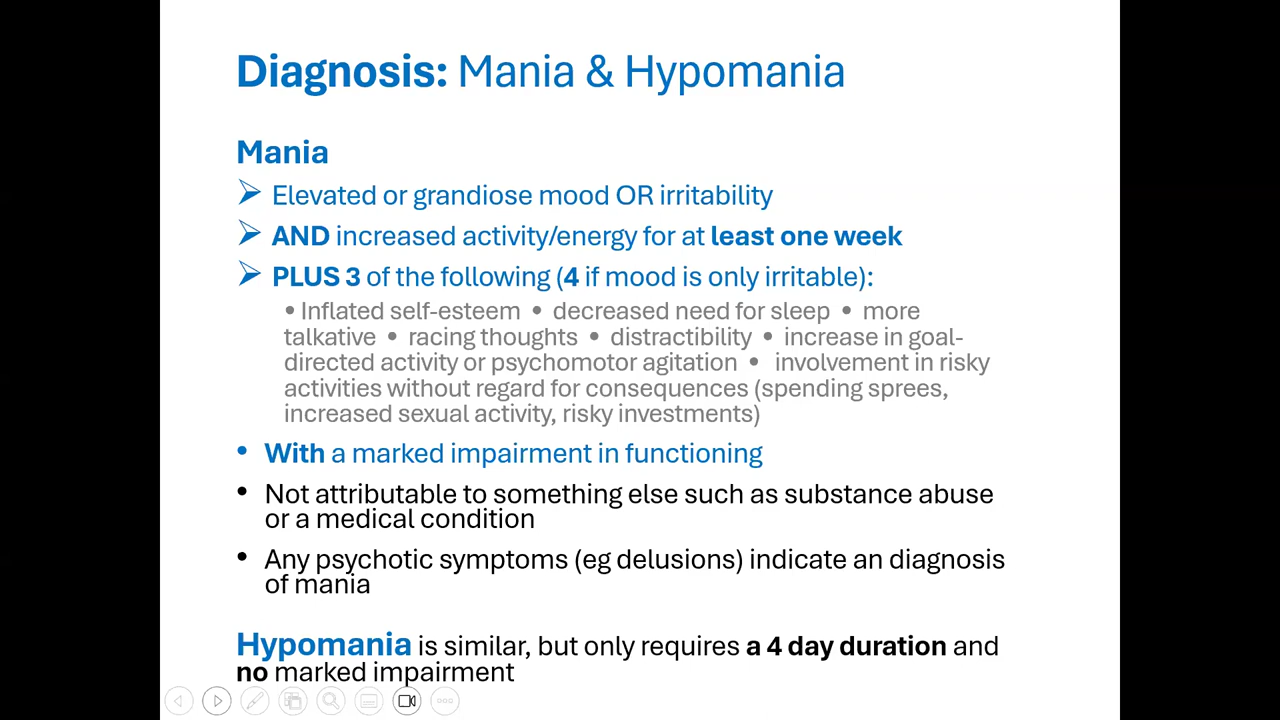 Diagnosis: Mania & Hypomania
Mania
➢ Elevated or grandiose mood OR irritability
➢ AND increased activity/energy for at least one week
➢ PLUS 3 of the following (4 if mood is only irritable):
• Inflated self-esteem • decreased need for sleep • more
talkative • racing thoughts • distractibility • increase in goal-
directed activity or psychomotor agitation • involvement in risky
activities without regard for consequences (spending sprees,
increased sexual activity, risky investments)
• With a marked impairment in functioning
• Not attributable to something else such as substance abuse
or a medical condition
• Any psychotic symptoms (eg delusions) indicate an diagnosis
of mania
Hypomania is similar, but only requires a 4 day duration and
no marked impairment